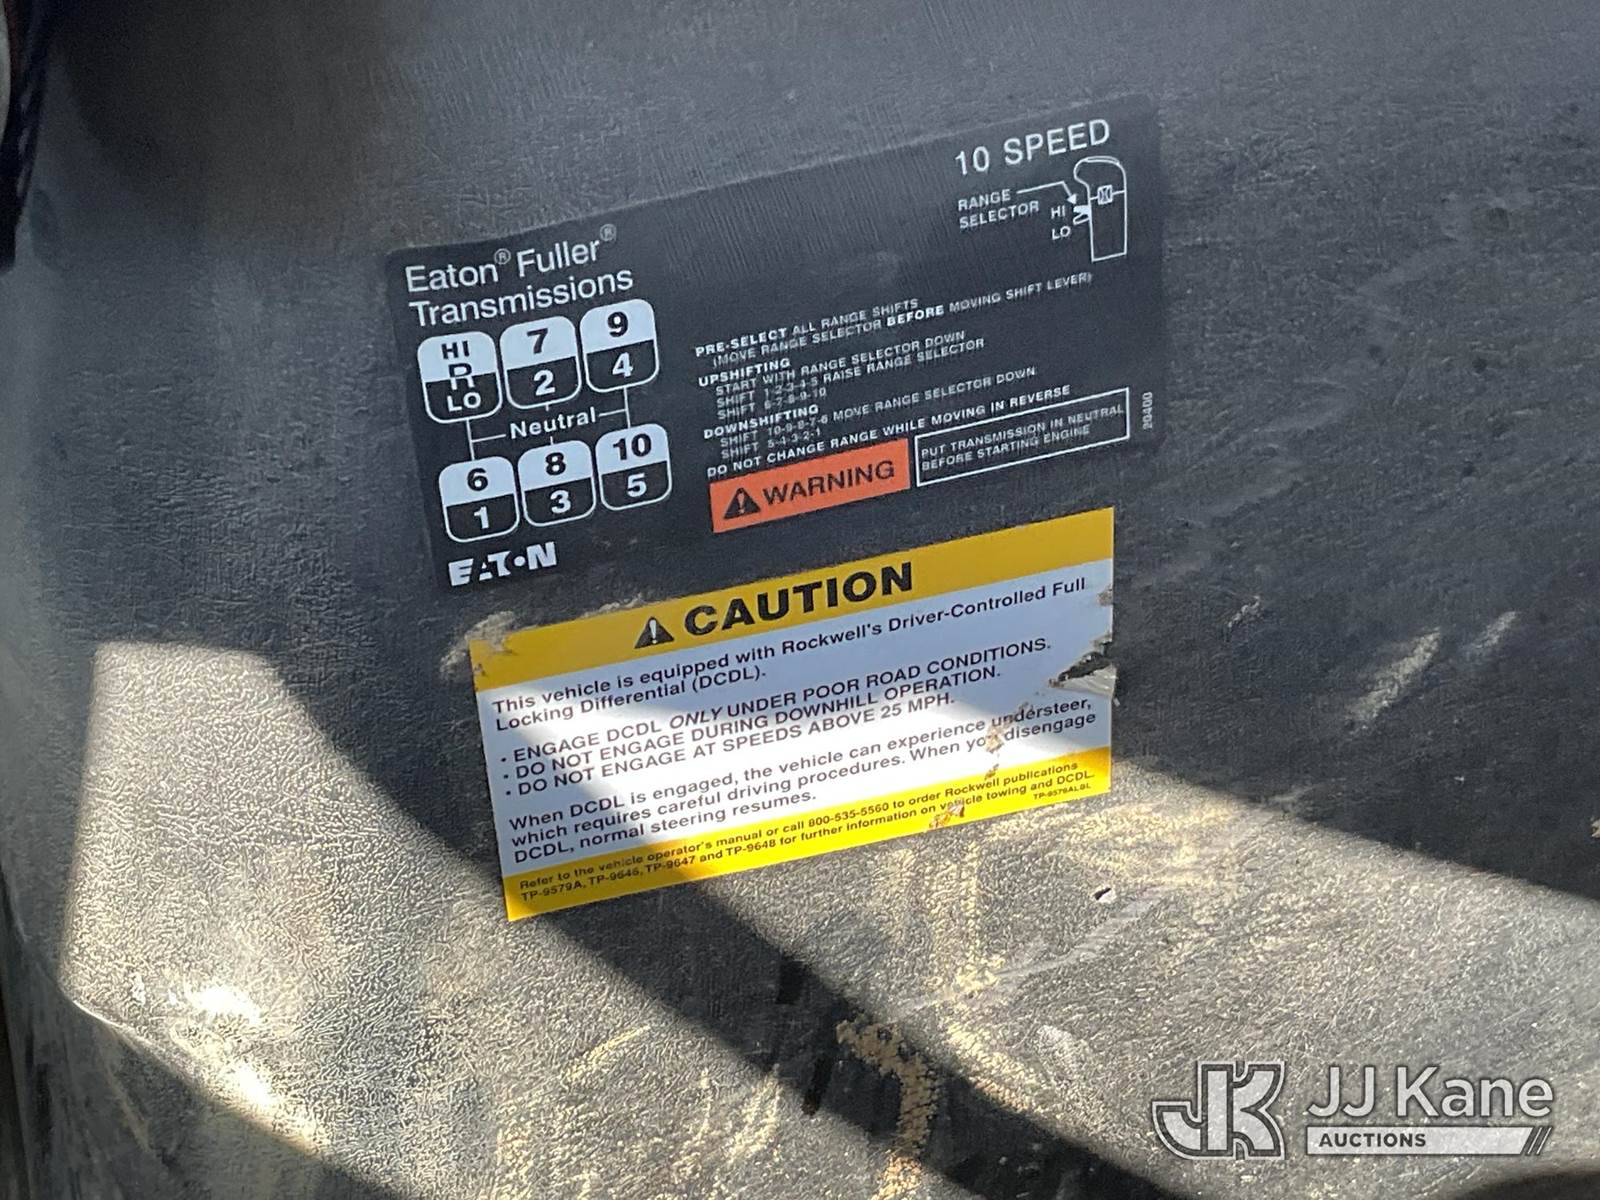 10 SPEED
RANGE
SELECTOR
HI
LO
Eaton® Fuller®
Transmissions
HI
R
LO
7
2
9
4
Neutral
6
1
8
3
10
5
EATON
PRE-SELECT ALL RANGE SHIFTS
(MOVE RANGE SELECTOR BEFORE MOVING SHIFT LEVER)
UPSHIFTING
START WITH RANGE SELECTOR DOWN
SHIFT 1-2-3-4-5 RAISE RANGE SELECTOR
SHIFT 6-7-8-9-10
DOWNSHIFTING
SHIFT 10-9-8-7-6 MOVE RANGE SELECTOR DOWN
SHIFT 5-4-3-2-1
DO NOT CHANGE RANGE WHILE MOVING IN REVERSE
WARNING
PUT TRANSMISSION IN NEUTRAL
BEFORE STARTING ENGINE
20400
CAUTION
This vehicle is equipped with Rockwell's Driver-Controlled Full
Locking Differential (DCDL).
• ENGAGE DCDL ONLY UNDER POOR ROAD CONDITIONS.
• DO NOT ENGAGE DURING DOWNHILL OPERATION.
• DO NOT ENGAGE AT SPEEDS ABOVE 25 MPH.
When DCDL is engaged, the vehicle can experience understeer,
which requires careful driving procedures. When you disengage
DCDL, normal steering resumes.
Refer to the vehicle operator's manual or call 800-535-5560 to order Rockwell publications
TP-9579A, TP-9646, TP-9647 and TP-9648 for further information on vehicle towing and DCDL.
TP-9579ALBL
JK
JJ Kane
AUCTIONS